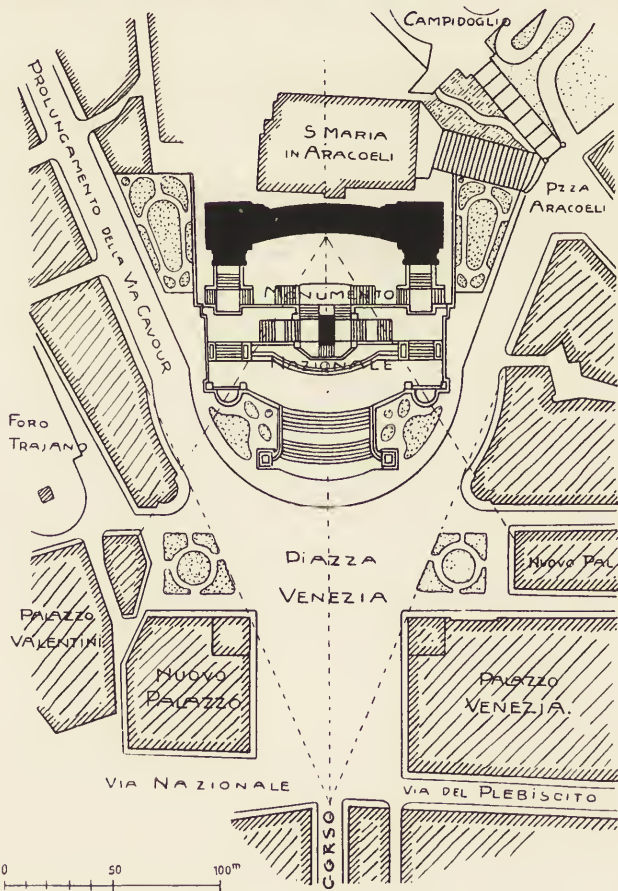 CAMPIDOGLIO
PROLUNGAMENTO DELLA VIA CAVOUR
S MARIA
IN ARACOELI
PZZA
ARACOELI
MONUMENTO
NAZIONALE
FORO
TRAJANO
PIAZZA
VENEZIA
NUOVO PAL
PALAZZO
VALENTINI
NUOVO
PALAZZO
PALAZZO
VENEZIA.
VIA NAZIONALE
VIA DEL PLEBISCITO
CORSO
0 50 100m